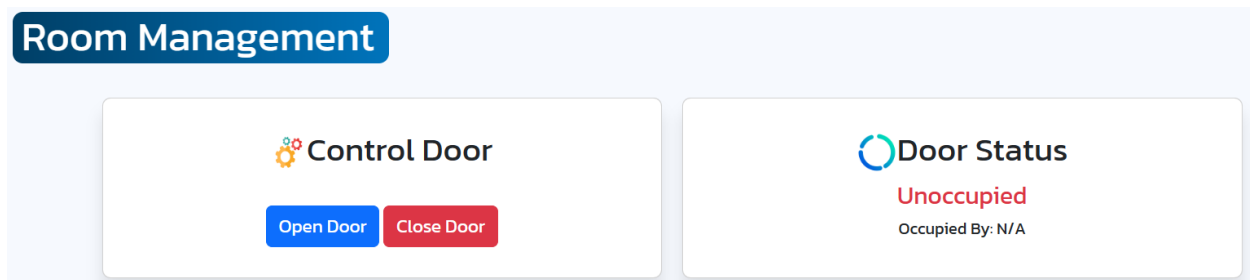 Room Management
Control Door
Open Door Close Door
Door Status
Unoccupied
Occupied By: N/A